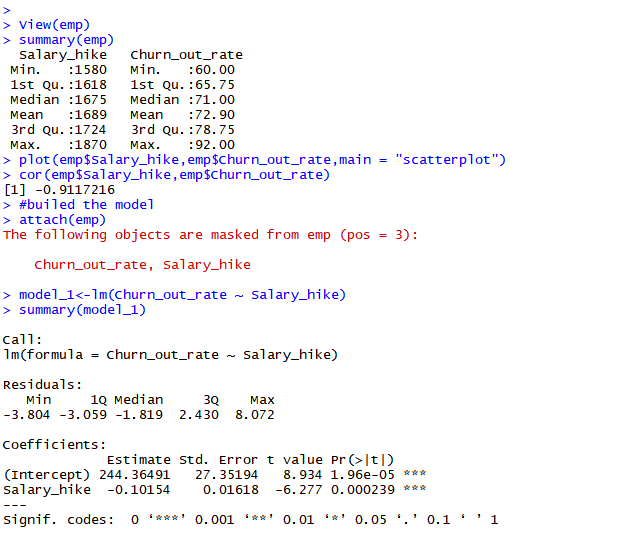 >
> View(emp)
> summary(emp)
  Salary_hike   Churn_out_rate
 Min.   :1580   Min.   :60.00
 1st Qu.:1618   1st Qu.:65.75
 Median :1675   Median :71.00
 Mean   :1689   Mean   :72.90
 3rd Qu.:1724   3rd Qu.:78.75
 Max.   :1870   Max.   :92.00
> plot(emp$Salary_hike,emp$Churn_out_rate,main = "scatterplot")
> cor(emp$Salary_hike,emp$Churn_out_rate)
[1] -0.9117216
> #builed the model
> attach(emp)
The following objects are masked from emp (pos = 3):
    Churn_out_rate, Salary_hike
> model_1<-lm(Churn_out_rate ~ Salary_hike)
> summary(model_1)
Call:
lm(formula = Churn_out_rate ~ Salary_hike)
Residuals:
   Min     1Q Median     3Q    Max
-3.804 -3.059 -1.819  2.430  8.072
Coefficients:
             Estimate Std. Error t value Pr(>|t|)
(Intercept) 244.36491   27.35194   8.934 1.96e-05 ***
Salary_hike  -0.10154    0.01618  -6.277 0.000239 ***
---
Signif. codes:  0 ‘***’ 0.001 ‘**’ 0.01 ‘*’ 0.05 ‘.’ 0.1 ‘ ’ 1